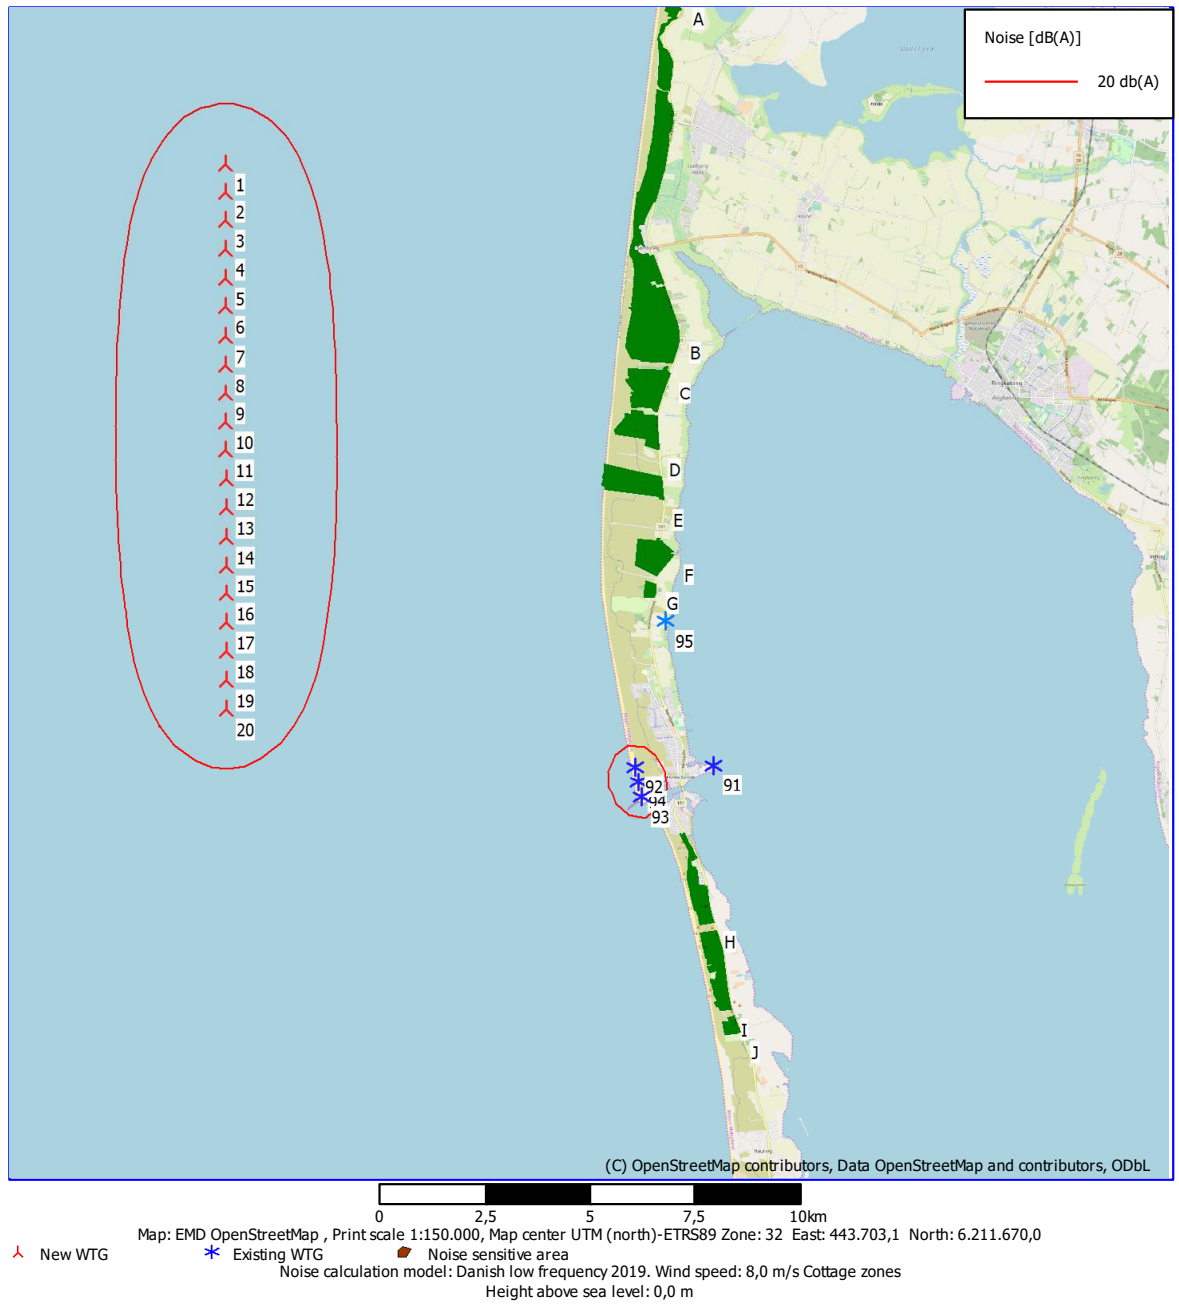 A
Noise [dB(A)]
20 db(A)
1
2
3
4
5
6
7
8
9
10
11
12
13
14
15
16
17
18
19
20
B
C
Ringkøbing
D
E
F
G
95
92
94
93
91
H
I
J
(C) OpenStreetMap contributors, Data OpenStreetMap and contributors, ODbL
0 2,5 5 7,5 10km
Map: EMD OpenStreetMap , Print scale 1:150.000, Map center UTM (north)-ETRS89 Zone: 32 East: 443.703,1 North: 6.211.670,0
New WTG Existing WTG Noise sensitive area
Noise calculation model: Danish low frequency 2019. Wind speed: 8,0 m/s Cottage zones
Height above sea level: 0,0 m